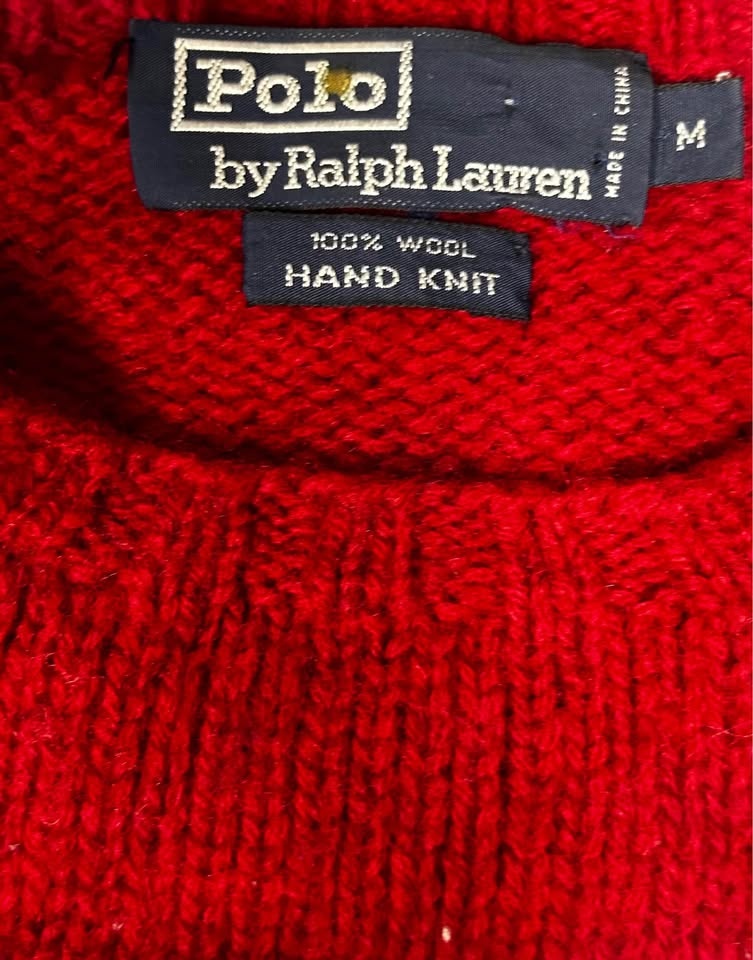 Polo
by Ralph Lauren
MADE IN CHINA
M
100% WOOL
HAND KNIT